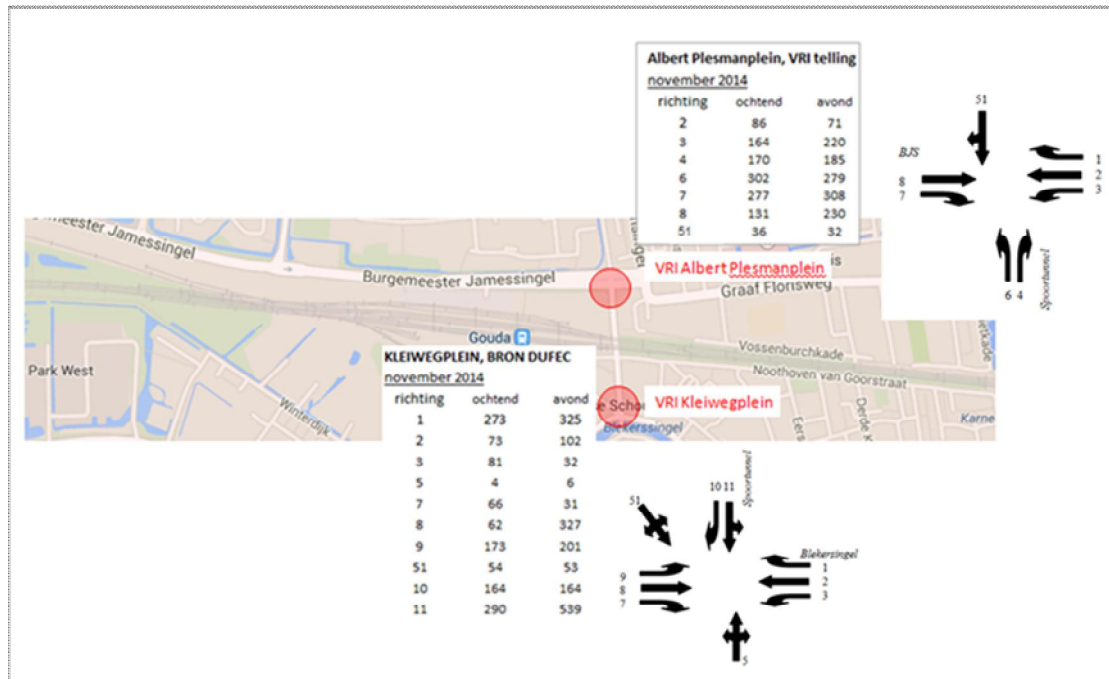 Albert Plesmanplein, VRI telling
november 2014
richting ochtend avond
2 86 71
3 164 220
4 170 185
6 302 279
7 277 308
8 131 230
51 36 32
51
BJS
8
7
1
2
3
6 4
Spoortunnel
meester Jamessingel
Burgemeester Jamessingel
VRI Albert Plesmanplein
Graaf Florisweg
Gouda
Vossenburchkade
Noothoven van Goorstraat
Park West
Winterdijk
Blekerssingel
VRI Kleiwegplein
Derde K
Eers
Karne
KLEIWEGPLEIN, BRON DUFEC
november 2014
richting ochtend avond
1 273 325
2 73 102
3 81 32
5 4 6
7 66 31
8 62 327
9 173 201
51 54 53
10 164 164
11 290 539
51
10 11
Spoortunnel
Blekersingel
9
8
7
1
2
3
5